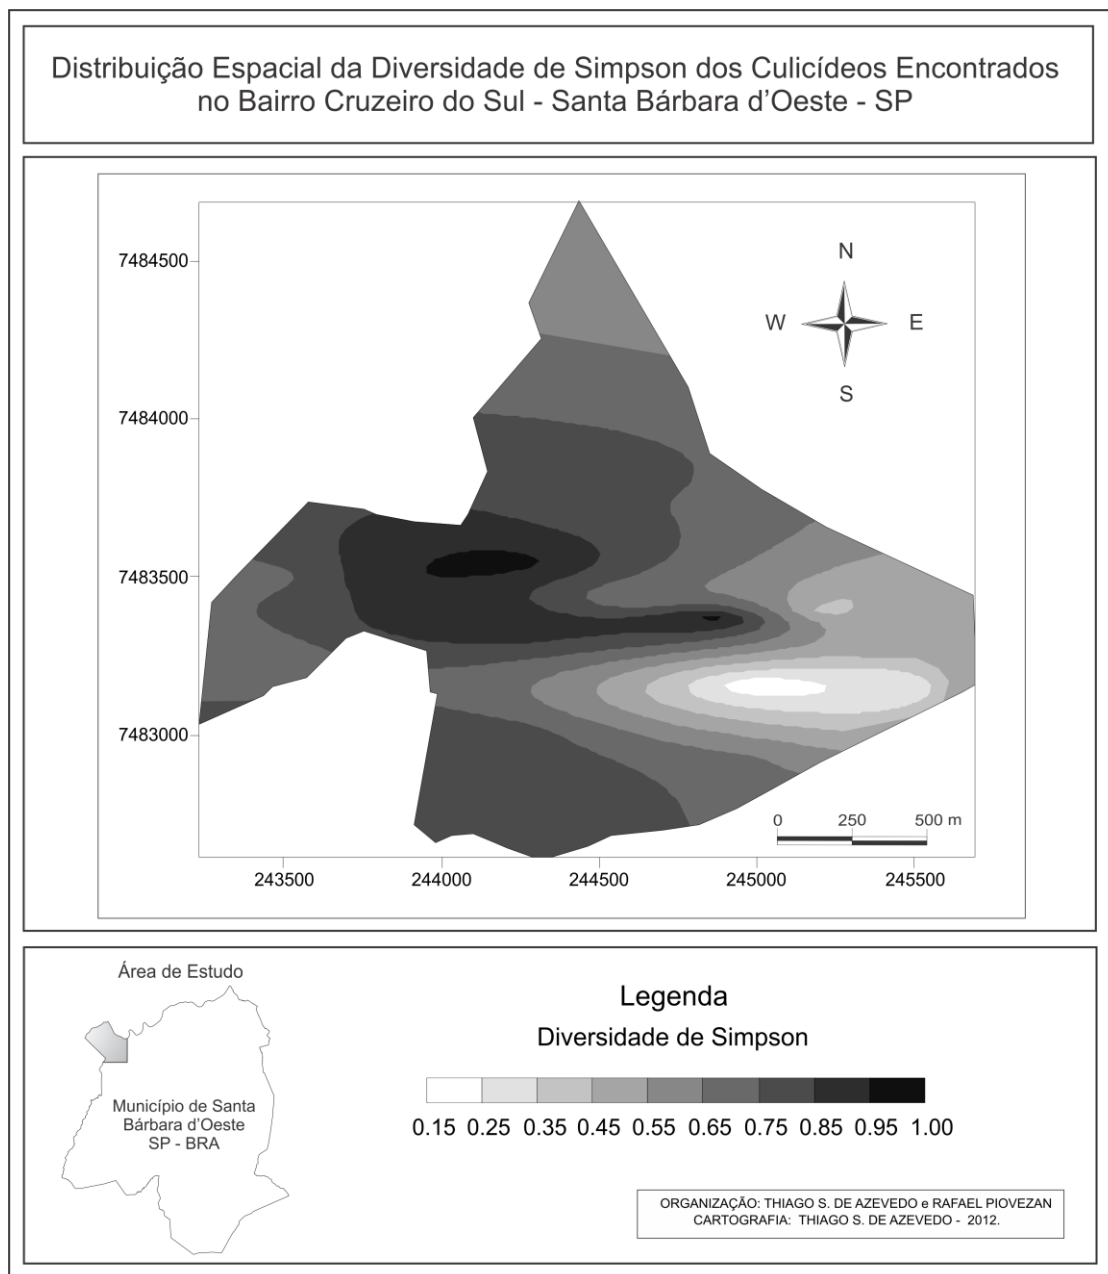 Distribuição Espacial da Diversidade de Simpson dos Culicídeos Encontrados
no Bairro Cruzeiro do Sul - Santa Bárbara d'Oeste - SP
N
W
E
S
7484500
7484000
7483500
7483000
0 250 500 m
243500 244000 244500 245000 245500
Área de Estudo
Município de Santa
Bárbara d'Oeste
SP - BRA
Legenda
Diversidade de Simpson
0.15 0.25 0.35 0.45 0.55 0.65 0.75 0.85 0.95 1.00
ORGANIZAÇÃO: THIAGO S. DE AZEVEDO e RAFAEL PIOVEZAN
CARTOGRAFIA: THIAGO S. DE AZEVEDO - 2012.